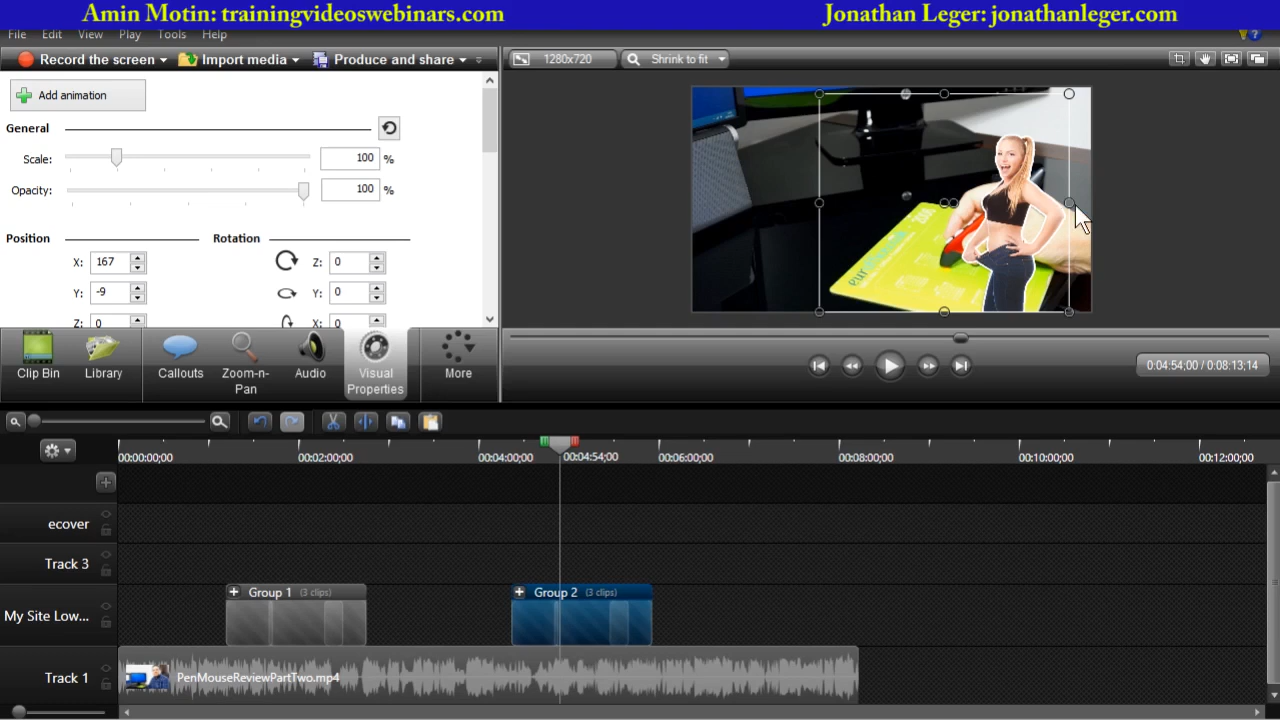 Amin Motin: trainingvideoswebinars.com
Jonathan Leger: jonathanleger.com
File Edit View Play Tools Help
Record the screen Import media Produce and share
1280x720 Shrink to fit
Add animation
General
Scale: 100 %
Opacity: 100 %
Position Rotation
X: 167 Z: 0
Y: -9 Y: 0
Z: 0 X: 0
Clip Bin Library Callouts Zoom-n-Pan Audio Visual Properties More
0:04:54;00 / 0:08:13;14
00:00:00;00 00:02:00;00 00:04:00;00 00:04:54;00 00:06:00;00 00:08:00;00 00:10:00;00 00:12:00;00
ecover
Track 3
Group 1 (3 clips) Group 2 (3 clips)
My Site Low...
Track 1 PenMouseReviewPartTwo.mp4